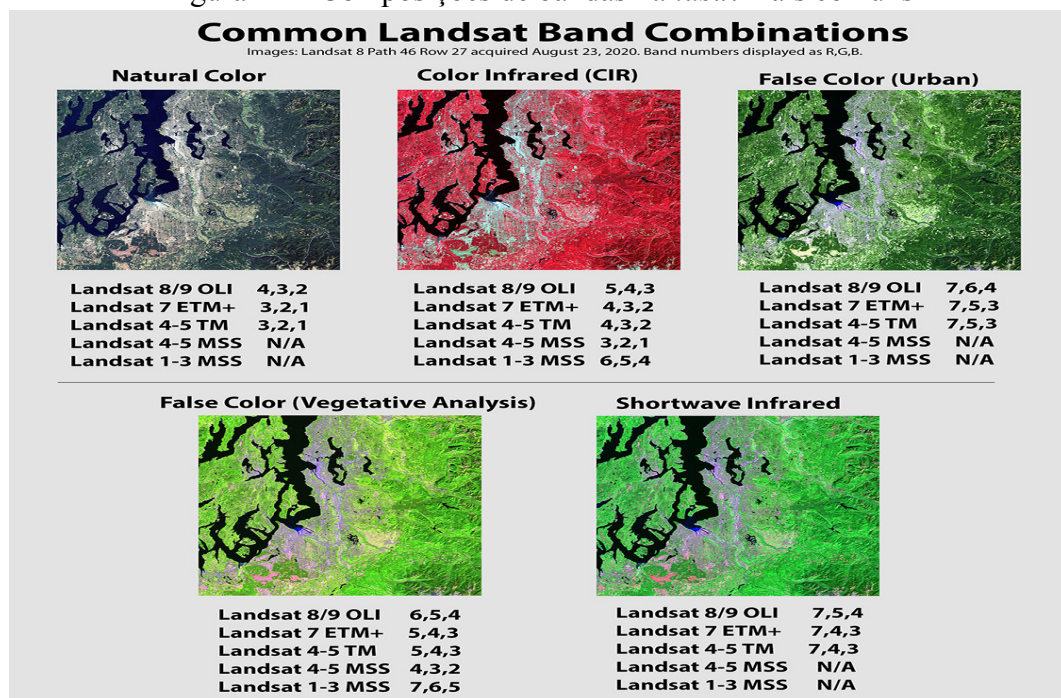 Common Landsat Band Combinations
Images: Landsat 8 Path 46 Row 27 acquired August 23, 2020. Band numbers displayed as R,G,B.
Natural Color
Landsat 8/9 OLI 4,3,2
Landsat 7 ETM+ 3,2,1
Landsat 4-5 TM 3,2,1
Landsat 4-5 MSS N/A
Landsat 1-3 MSS N/A
Color Infrared (CIR)
Landsat 8/9 OLI 5,4,3
Landsat 7 ETM+ 4,3,2
Landsat 4-5 TM 4,3,2
Landsat 4-5 MSS 3,2,1
Landsat 1-3 MSS 6,5,4
False Color (Urban)
Landsat 8/9 OLI 7,6,4
Landsat 7 ETM+ 7,5,3
Landsat 4-5 TM 7,5,3
Landsat 4-5 MSS N/A
Landsat 1-3 MSS N/A
False Color (Vegetative Analysis)
Landsat 8/9 OLI 6,5,4
Landsat 7 ETM+ 5,4,3
Landsat 4-5 TM 5,4,3
Landsat 4-5 MSS 4,3,2
Landsat 1-3 MSS 7,6,5
Shortwave Infrared
Landsat 8/9 OLI 7,5,4
Landsat 7 ETM+ 7,4,3
Landsat 4-5 TM 7,4,3
Landsat 4-5 MSS N/A
Landsat 1-3 MSS N/A